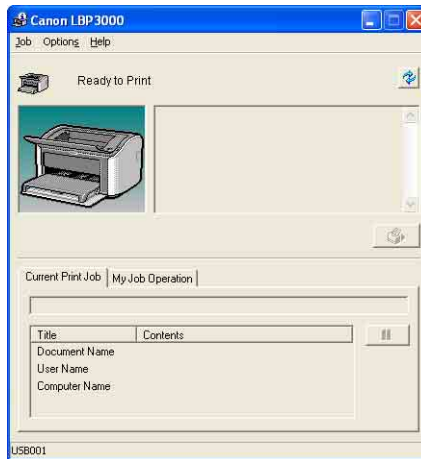 Canon LBP3000
Job Options Help
Ready to Print
Current Print Job My Job Operation
Title Contents
Document Name
User Name
Computer Name
USB001